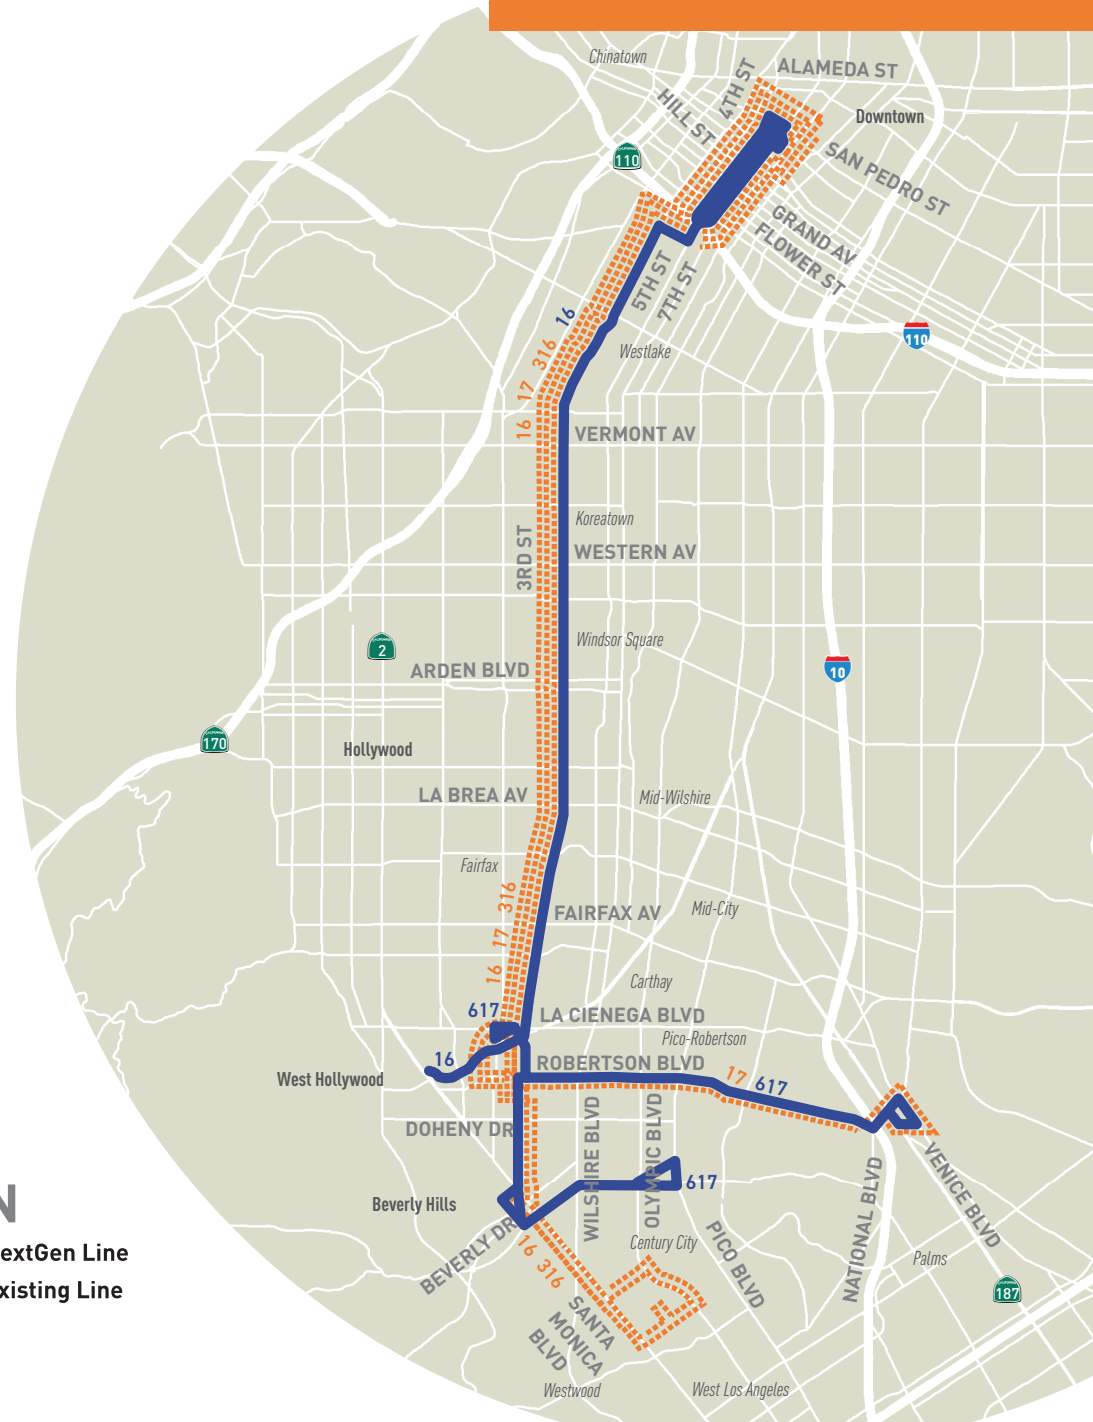 Chinatown
ALAMEDA ST
4TH ST
HILL ST
Downtown
110
SAN PEDRO ST
GRAND AV
FLOWER ST
5TH ST
7TH ST
16
110
316
Westlake
17
16
VERMONT AV
Koreatown
3RD ST
WESTERN AV
Windsor Square
2
ARDEN BLVD
10
170
Hollywood
LA BREA AV
Mid-Wilshire
Fairfax
316
FAIRFAX AV
Mid-City
17
16
Carthay
617
LA CIENEGA BLVD
Pico-Robertson
16
ROBERTSON BLVD
West Hollywood
17
617
DOHENY DR
WILSHIRE BLVD
OLYMPIC BLVD
617
Beverly Hills
BEVERLY DR
NATIONAL BLVD
VENICE BLVD
Century City
PICO BLVD
16
316
Palms
187
SANTA
MONICA
BLVD
Westwood
West Los Angeles
N
extGen Line
xisting Line